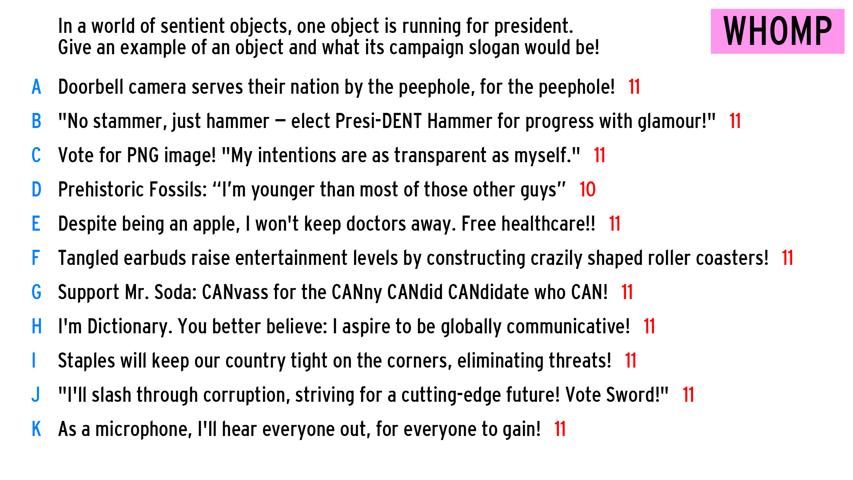 In a world of sentient objects, one object is running for president.
Give an example of an object and what its campaign slogan would be!
WHOMP
A Doorbell camera serves their nation by the peephole, for the peephole! 11
B "No stammer, just hammer – elect Presi-DENT Hammer for progress with glamour!" 11
C Vote for PNG image! "My intentions are as transparent as myself." 11
D Prehistoric Fossils: “I’m younger than most of those other guys” 10
E Despite being an apple, I won't keep doctors away. Free healthcare!! 11
F Tangled earbuds raise entertainment levels by constructing crazily shaped roller coasters! 11
G Support Mr. Soda: CANvass for the CANny CANdid CANdidate who CAN! 11
H I'm Dictionary. You better believe: I aspire to be globally communicative! 11
I Staples will keep our country tight on the corners, eliminating threats! 11
J "I'll slash through corruption, striving for a cutting-edge future! Vote Sword!" 11
K As a microphone, I'll hear everyone out, for everyone to gain! 11